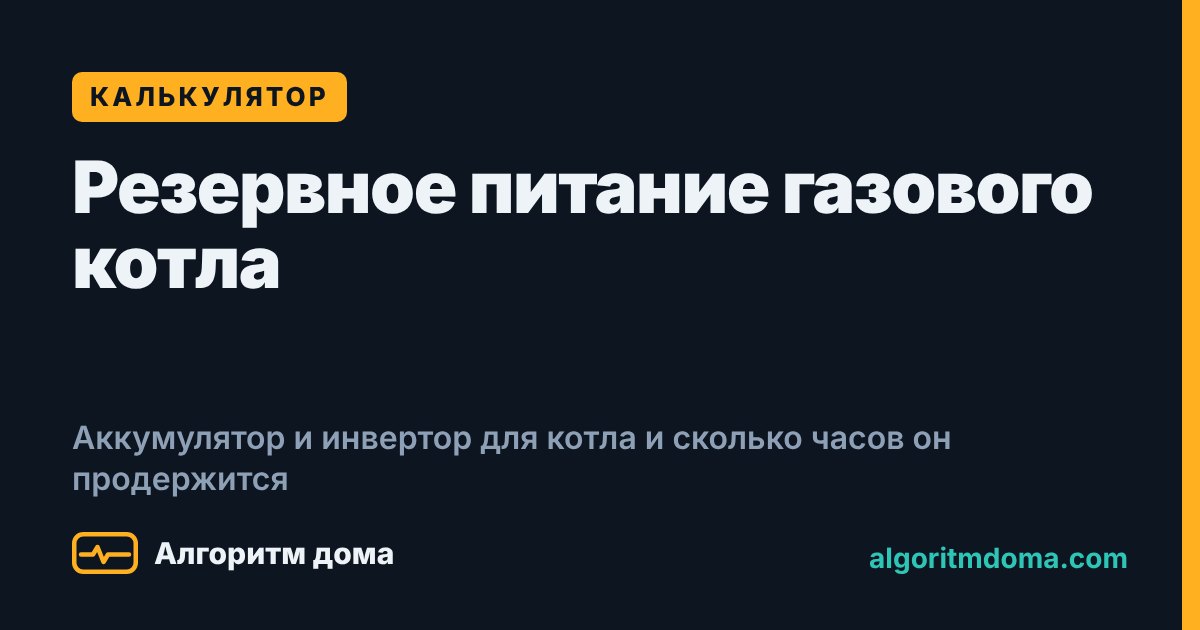 КАЛЬКУЛЯТОР
Резервное питание газового
котла
Аккумулятор и инвертор для котла и сколько часов он
продержится
Алгоритм дома
algoritmdoma.com